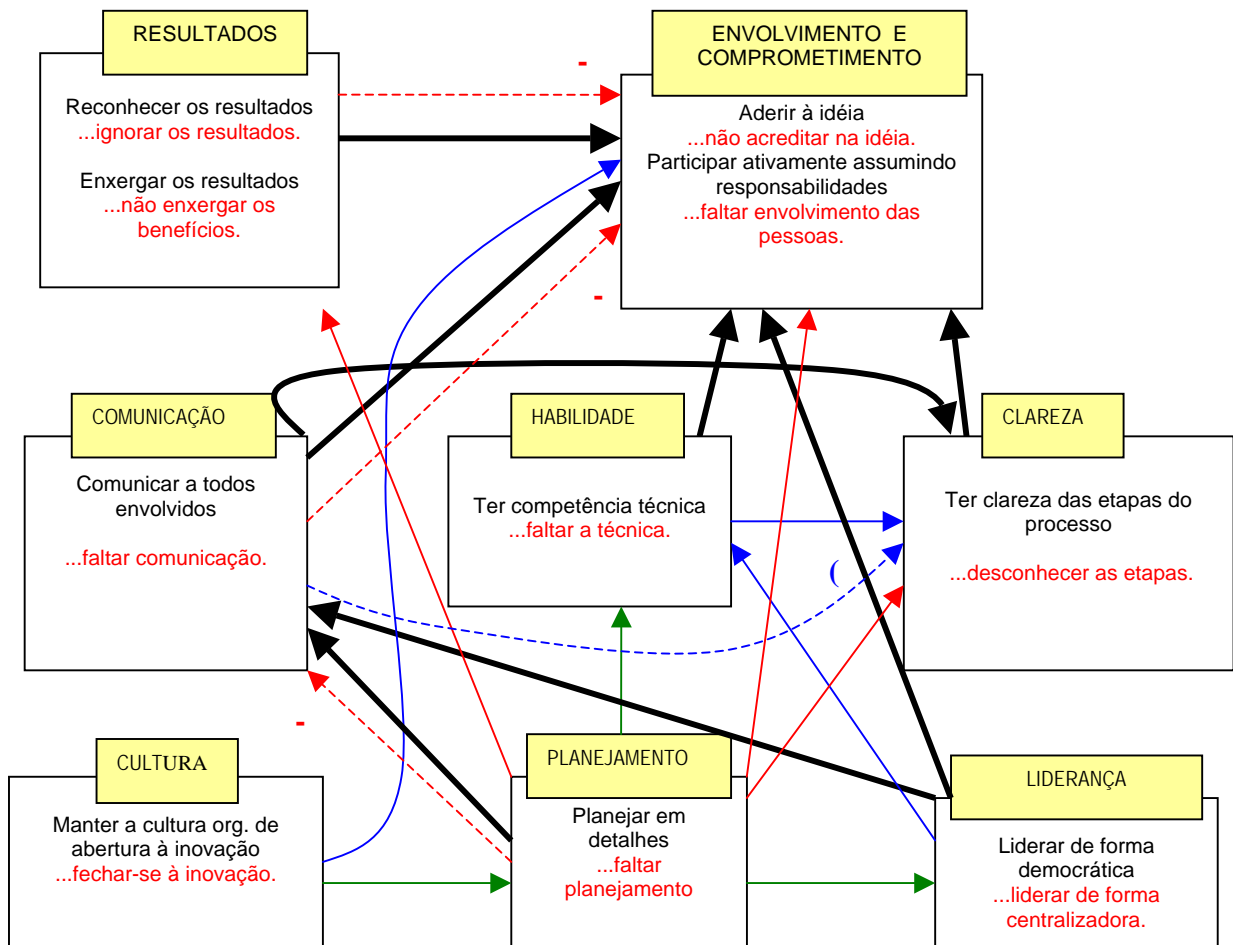 RESULTADOS
Reconhecer os resultados
...ignorar os resultados.
Enxergar os resultados
...não enxergar os
benefícios.
-
ENVOLVIMENTO E
COMPROMETIMENTO
Aderir à idéia
...não acreditar na idéia.
Participar ativamente assumindo
responsabilidades
...faltar envolvimento das
pessoas.
-
COMUNICAÇÃO
Comunicar a todos
envolvidos
...faltar comunicação.
HABILIDADE
Ter competência técnica
...faltar a técnica.
(
CLAREZA
Ter clareza das etapas do
processo
...desconhecer as etapas.
-
CULTURA
Manter a cultura org. de
abertura à inovação
...fechar-se à inovação.
PLANEJAMENTO
Planejar em
detalhes
...faltar
planejamento
LIDERANÇA
Liderar de forma
democrática
...liderar de forma
centralizadora.